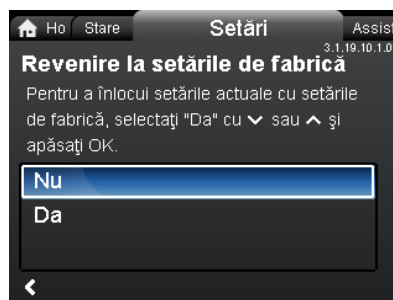 Ho Stare Setări Assist
3.1.19.10.1.0
Revenire la setările de fabrică
Pentru a înlocui setările actuale cu setările
de fabrică, selectaţi "Da" cu ⌄ sau ⌃ şi
apăsaţi OK.
Nu
Da